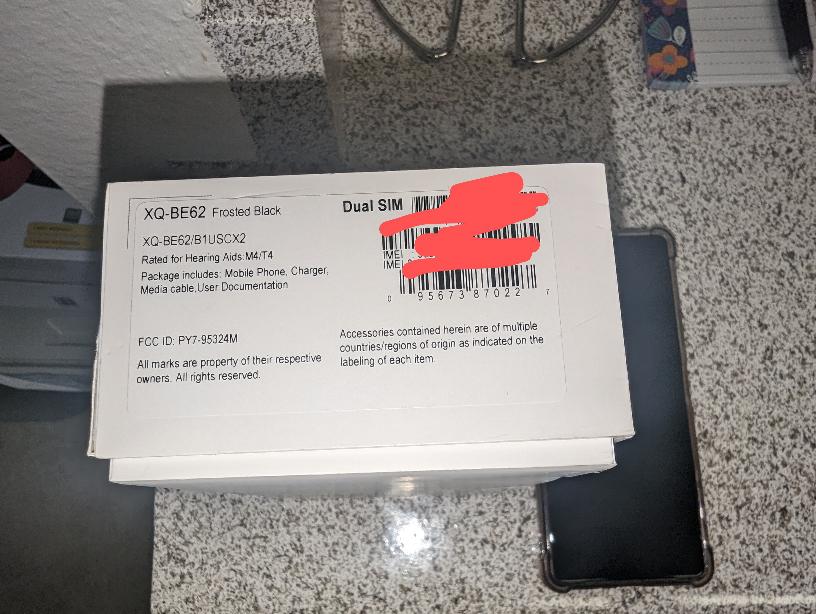 XQ-BE62 Frosted Black
Dual SIM
XQ-BE62/B1USCX2
Rated for Hearing Aids:M4/T4
Package includes: Mobile Phone, Charger,
Media cable,User Documentation
IMEI
IMEI
0 95673 87022 7
FCC ID: PY7-95324M
All marks are property of their respective
owners. All rights reserved.
Accessories contained herein are of multiple
countries/regions of origin as indicated on the
labeling of each item.